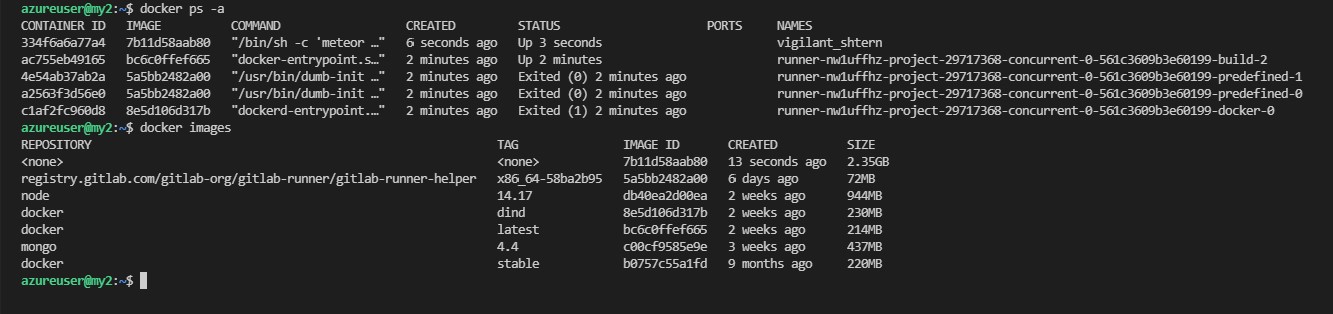 azureuser@my2:~$ docker ps -a
CONTAINER ID   IMAGE          COMMAND                  CREATED         STATUS                     PORTS     NAMES
334f6a6a77a4   7b11d58aab80   "/bin/sh -c 'meteor …"   6 seconds ago   Up 3 seconds                         vigilant_shtern
ac755eb49165   bc6c0ffef665   "docker-entrypoint.s…"   2 minutes ago   Up 2 minutes                         runner-nw1uffhz-project-29717368-concurrent-0-561c3609b3e60199-build-2
4e54ab37ab2a   5a5bb2482a00   "/usr/bin/dumb-init …"   2 minutes ago   Exited (0) 2 minutes ago             runner-nw1uffhz-project-29717368-concurrent-0-561c3609b3e60199-predefined-1
a2563f3d56e0   5a5bb2482a00   "/usr/bin/dumb-init …"   2 minutes ago   Exited (0) 2 minutes ago             runner-nw1uffhz-project-29717368-concurrent-0-561c3609b3e60199-predefined-0
c1af2fc960d8   8e5d106d317b   "dockerd-entrypoint.…"   2 minutes ago   Exited (1) 2 minutes ago             runner-nw1uffhz-project-29717368-concurrent-0-561c3609b3e60199-docker-0
azureuser@my2:~$ docker images
REPOSITORY                                                          TAG               IMAGE ID       CREATED          SIZE
<none>                                                              <none>            7b11d58aab80   13 seconds ago   2.35GB
registry.gitlab.com/gitlab-org/gitlab-runner/gitlab-runner-helper   x86_64-58ba2b95   5a5bb2482a00   6 days ago       72MB
node                                                                14.17             db40ea2d00ea   2 weeks ago      944MB
docker                                                              dind              8e5d106d317b   2 weeks ago      230MB
docker                                                              latest            bc6c0ffef665   2 weeks ago      214MB
mongo                                                               4.4               c00cf9585e9e   3 weeks ago      437MB
docker                                                              stable            b0757c55a1fd   9 months ago     220MB
azureuser@my2:~$